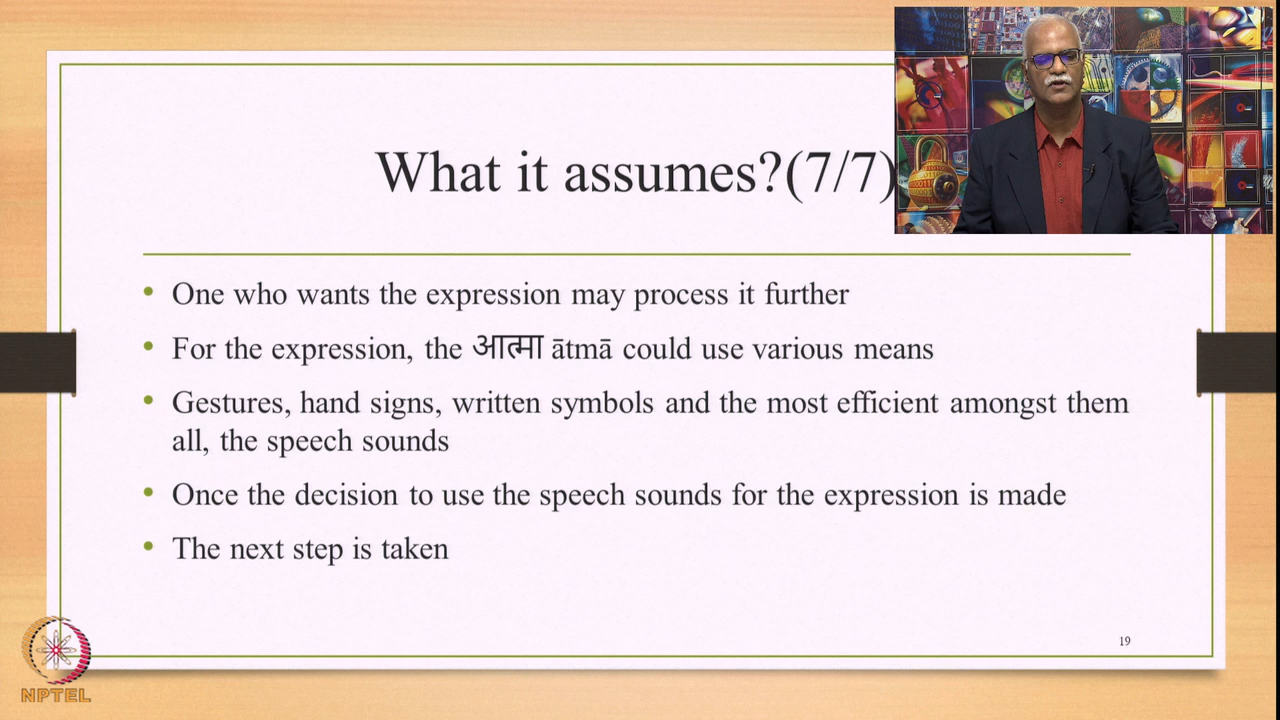 What it assumes?(7/7)
One who wants the expression may process it further
For the expression, the आत्मा ātmā could use various means
Gestures, hand signs, written symbols and the most efficient amongst them
all, the speech sounds
Once the decision to use the speech sounds for the expression is made
The next step is taken
19
NPTEL